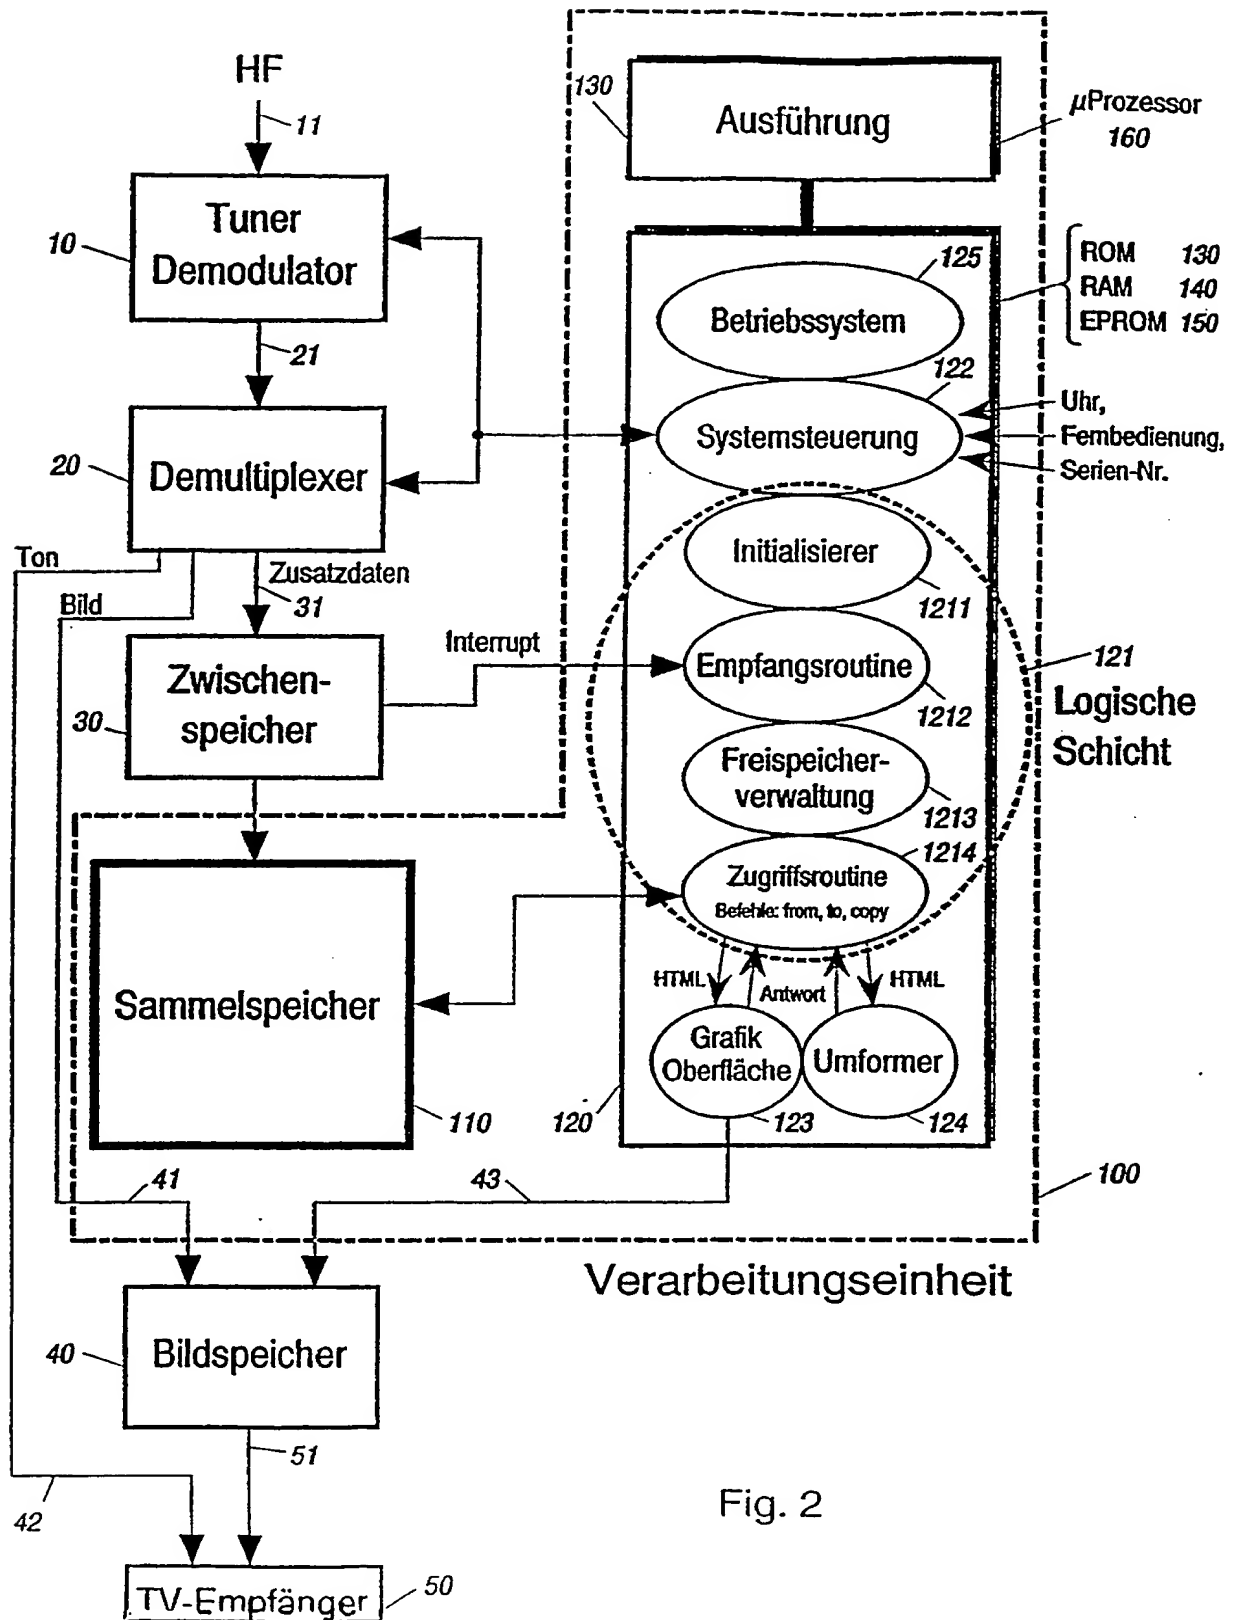 HF
11
130
Ausführung
µProzessor
160
Tuner
Demodulator
10
ROM 130
RAM 140
EPROM 150
125
Betriebssystem
21
122
Systemsteuerung
Uhr,
Fernbedienung,
Serien-Nr.
20
Demultiplexer
Ton
Zusatzdaten
Bild
31
Initialisierer
1211
Interrupt
Empfangsroutine
1212
121
Logische
Schicht
Zwischen-
speicher
30
Freispeicher-
verwaltung
1213
1214
Zugriffsroutine
Befehle: from, to, copy
HTML
Antwort
HTML
Sammelspeicher
110
Grafik
Oberfläche
Umformer
120
123
124
41
43
100
Verarbeitungseinheit
40
Bildspeicher
51
42
Fig. 2
TV-Empfänger
50